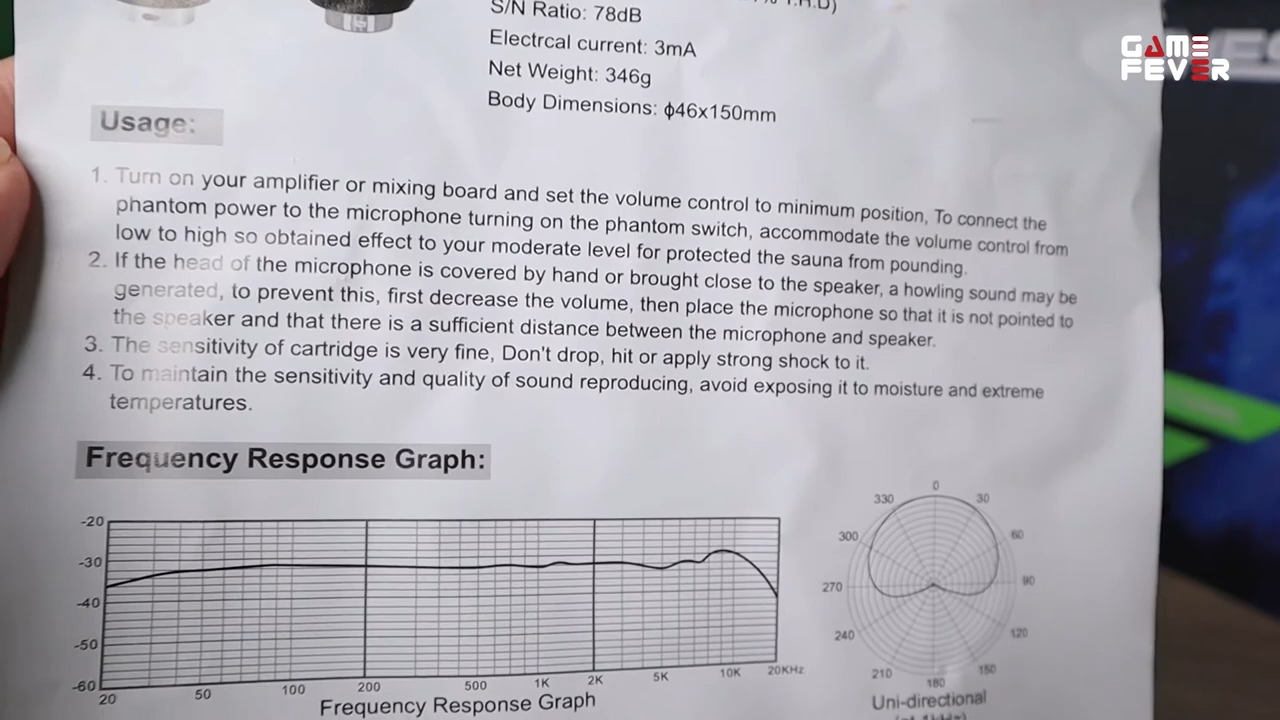 T.H.D)
S/N Ratio: 78dB
Electrcal current: 3mA
Net Weight: 346g
Body Dimensions: ϕ46x150mm
GAME
FEVER
Usage:
1. Turn on your amplifier or mixing board and set the volume control to minimum position, To connect the
phantom power to the microphone turning on the phantom switch, accommodate the volume control from
low to high so obtained effect to your moderate level for protected the sauna from pounding.
2. If the head of the microphone is covered by hand or brought close to the speaker, a howling sound may be
generated, to prevent this, first decrease the volume, then place the microphone so that it is not pointed to
the speaker and that there is a sufficient distance between the microphone and speaker.
3. The sensitivity of cartridge is very fine, Don't drop, hit or apply strong shock to it.
4. To maintain the sensitivity and quality of sound reproducing, avoid exposing it to moisture and extreme
temperatures.
Frequency Response Graph:
-20
-30
-40
-50
-60
20 50 100 200 500 1K 2K 5K 10K 20KHz
Frequency Response Graph
0
330 30
300 60
270 90
240 120
210 150
180
Uni-directional
(at 1kHz)